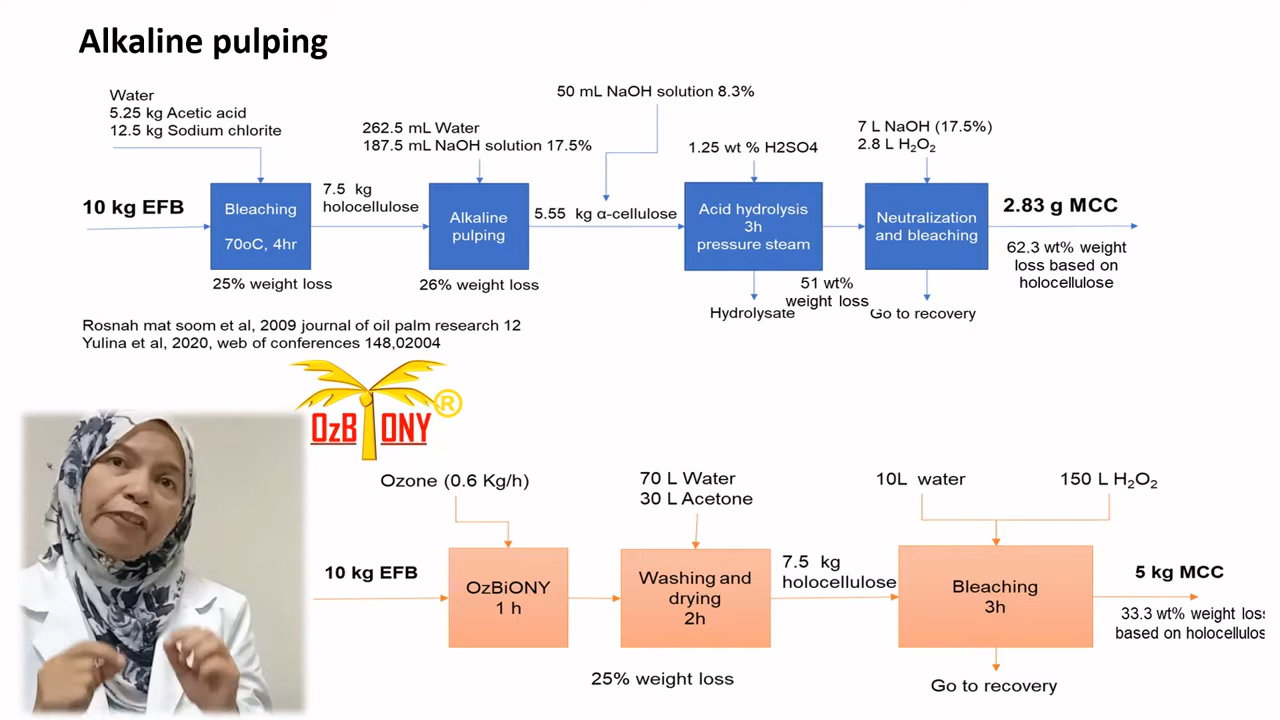 Alkaline pulping
Water
5.25 kg Acetic acid
12.5 kg Sodium chlorite
262.5 mL Water
187.5 mL NaOH solution 17.5%
50 mL NaOH solution 8.3%
1.25 wt % H2SO4
7 L NaOH (17.5%)
2.8 L H₂O₂
10 kg EFB
Bleaching
70oC, 4hr
25% weight loss
7.5 kg
holocellulose
Alkaline
pulping
26% weight loss
5.55 kg α-cellulose
Acid hydrolysis
3h
pressure steam
Hydrolysate
51 wt%
weight loss
Neutralization
and bleaching
Go to recovery
2.83 g MCC
62.3 wt% weight
loss based on
holocellulose
Rosnah mat soom et al, 2009 journal of oil palm research 12
Yulina et al, 2020, web of conferences 148,02004
OzB ONY
®
Ozone (0.6 Kg/h)
70 L Water
30 L Acetone
10L water
150 L H₂O₂
10 kg EFB
OzBiONY
1 h
Washing and
drying
2h
25% weight loss
7.5 kg
holocellulose
Bleaching
3h
Go to recovery
5 kg MCC
33.3 wt% weight los
based on holocellulos